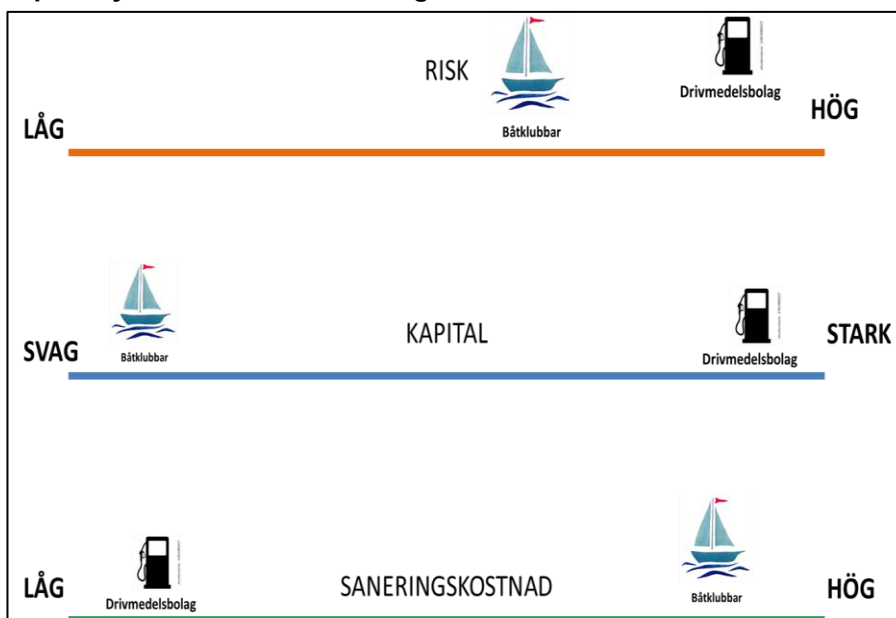 RISK
Drivmedelsbolag
HÖG
LÅG
Båtklubbar
KAPITAL
STARK
SVAG
Båtklubbar
Drivmedelsbolag
LÅG
SANERINGSKOSTNAD
HÖG
Drivmedelsbolag
Båtklubbar